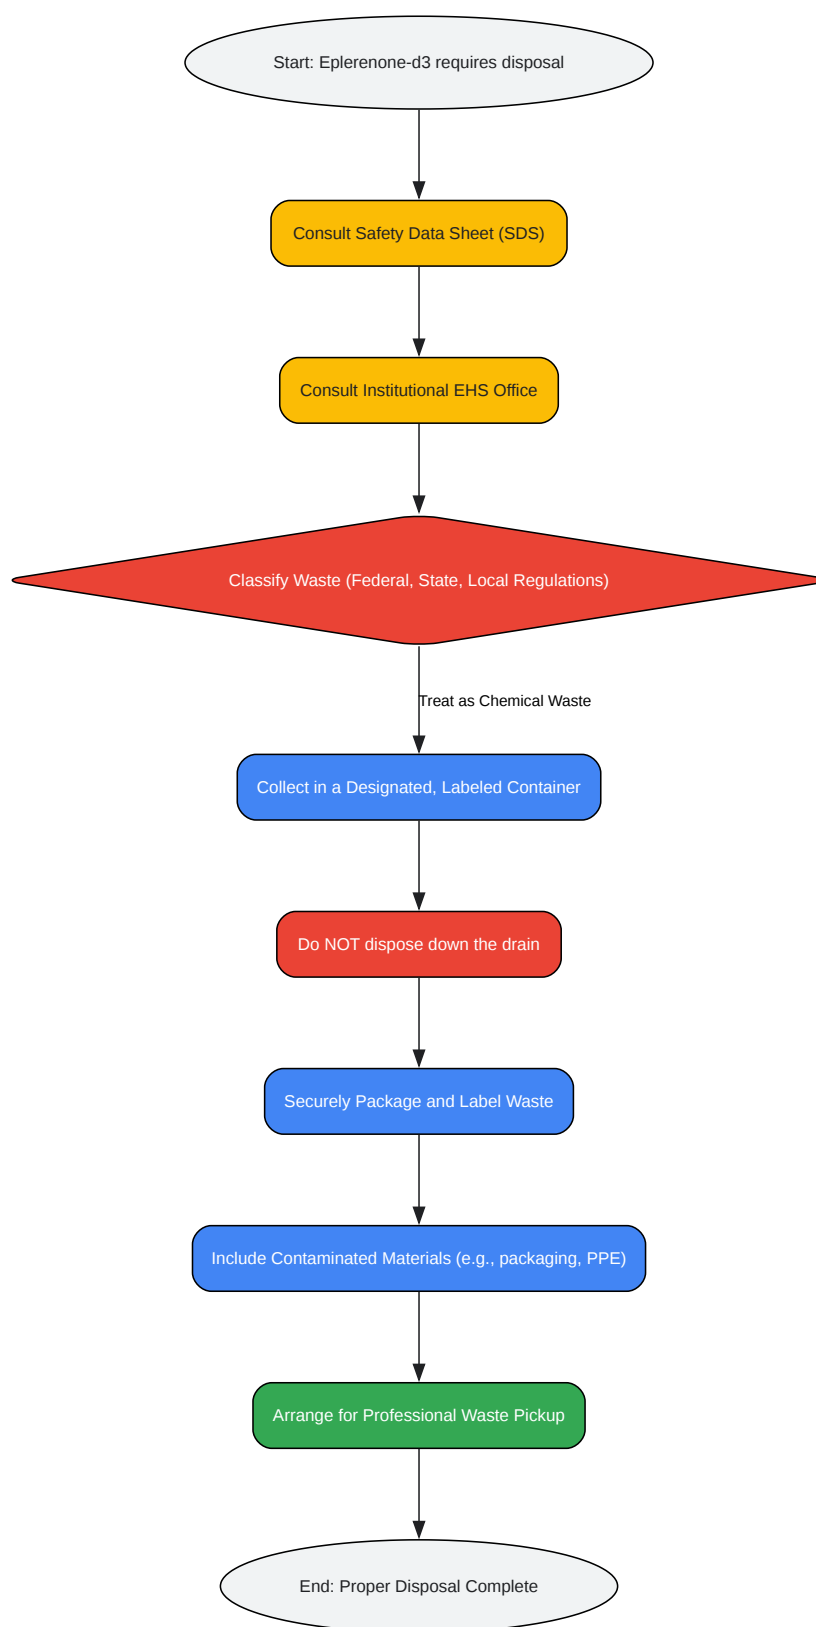 Start: Eplerenone-d3 requires disposal
Consult Safety Data Sheet (SDS)
Consult Institutional EHS Office
Classify Waste (Federal, State, Local Regulations)
Treat as Chemical Waste
Collect in a Designated, Labeled Container
Do NOT dispose down the drain
Securely Package and Label Waste
Include Contaminated Materials (e.g., packaging, PPE)
Arrange for Professional Waste Pickup
End: Proper Disposal Complete